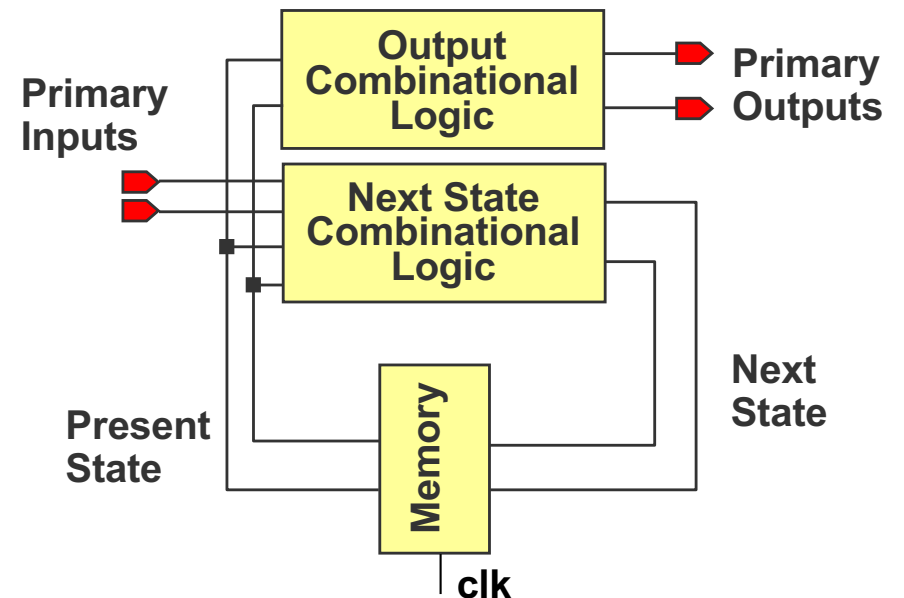 Output
Combinational
Logic
Primary
Outputs
Primary
Inputs
Next State
Combinational
Logic
Next
State
Present
State
Memory
clk